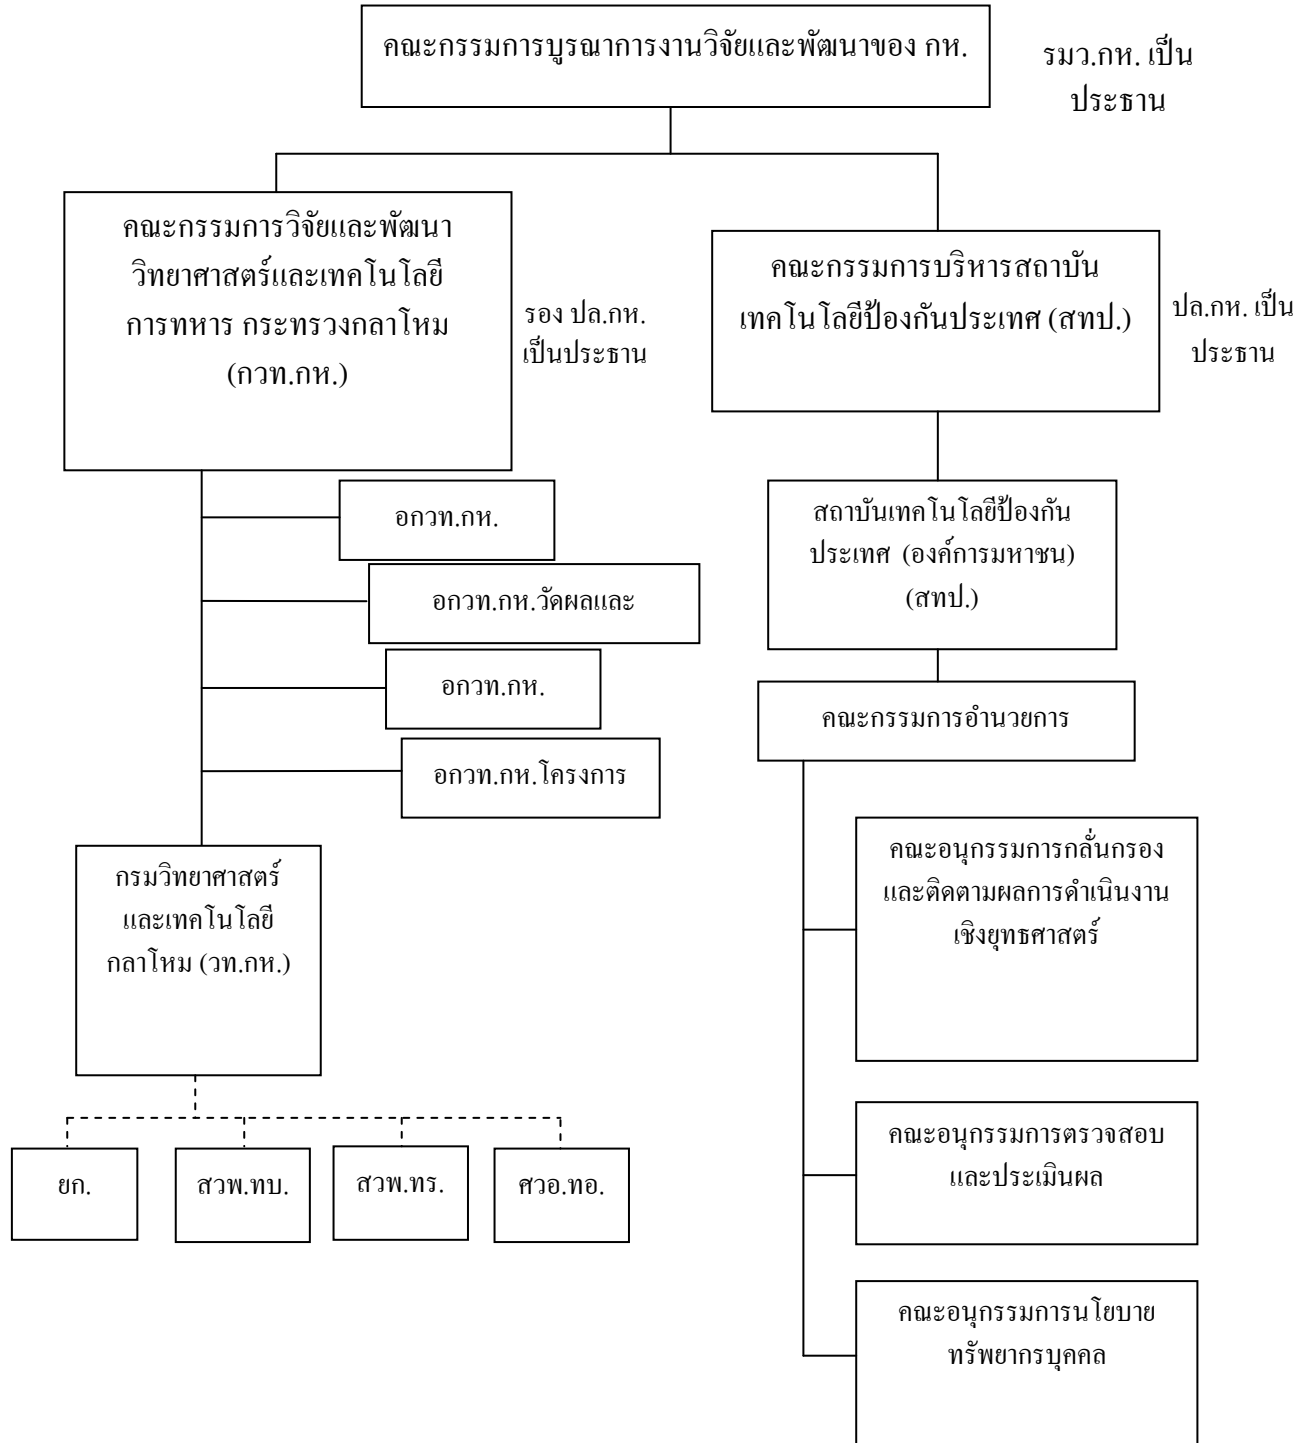 คณะกรรมการบูรณาการงานวิจัยและพัฒนาของ กห.
รมว.กห. เป็น
ประธาน
คณะกรรมการวิจัยและพัฒนา
วิทยาศาสตร์และเทคโนโลยี
การทหาร กระทรวงกลาโหม
(กวท.กห.)
รอง ปล.กห.
เป็นประธาน
คณะกรรมการบริหารสถาบัน
เทคโนโลยีป้องกันประเทศ (สทป.)
ปล.กห. เป็น
ประธาน
อกวท.กห.
อกวท.กห.วัดผลและ
อกวท.กห.
อกวท.กห.โครงการ
กรมวิทยาศาสตร์
และเทคโนโลยี
กลาโหม (วท.กห.)
ยก.
สวพ.ทบ.
สวพ.ทร.
ศวอ.ทอ.
สถาบันเทคโนโลยีป้องกัน
ประเทศ (องค์การมหาชน)
(สทป.)
คณะกรรมการอำนวยการ
คณะอนุกรรมการกลั่นกรอง
และติดตามผลการดำเนินงาน
เชิงยุทธศาสตร์
คณะอนุกรรมการตรวจสอบ
และประเมินผล
คณะอนุกรรมการนโยบาย
ทรัพยากรบุคคล